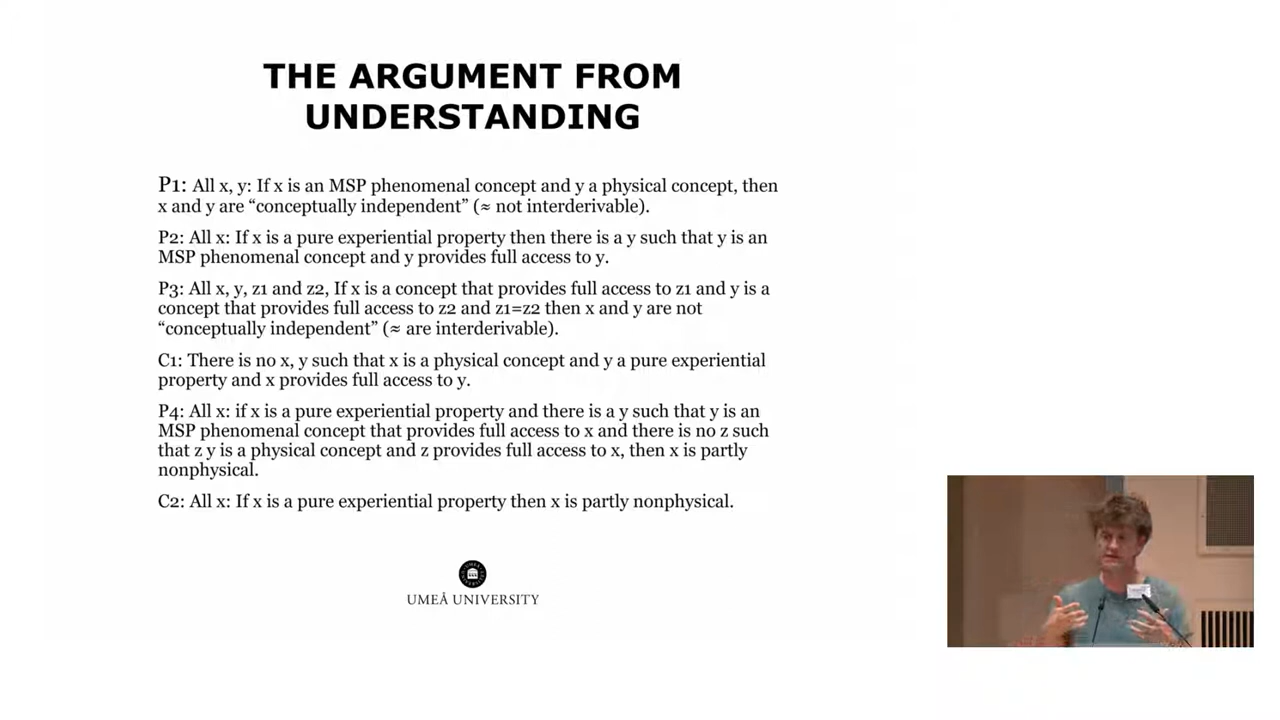 THE ARGUMENT FROM
UNDERSTANDING
P1: All x, y: If x is an MSP phenomenal concept and y a physical concept, then
x and y are “conceptually independent” (≈ not interderivable).
P2: All x: If x is a pure experiential property then there is a y such that y is an
MSP phenomenal concept and y provides full access to y.
P3: All x, y, z1 and z2, If x is a concept that provides full access to z1 and y is a
concept that provides full access to z2 and z1=z2 then x and y are not
“conceptually independent” (≈ are interderivable).
C1: There is no x, y such that x is a physical concept and y a pure experiential
property and x provides full access to y.
P4: All x: if x is a pure experiential property and there is a y such that y is an
MSP phenomenal concept that provides full access to x and there is no z such
that z y is a physical concept and z provides full access to x, then x is partly
nonphysical.
C2: All x: If x is a pure experiential property then x is partly nonphysical.
UMEÅ UNIVERSITY